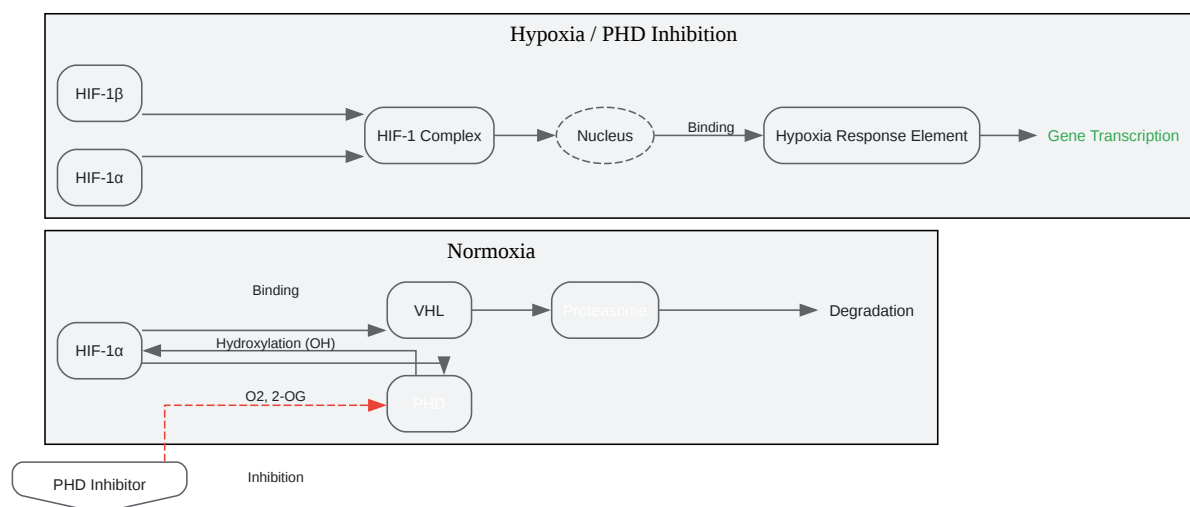 Hypoxia / PHD Inhibition
HIF-1β
HIF-1α
HIF-1 Complex
Nucleus
Binding
Hypoxia Response Element
Gene Transcription
Normoxia
Binding
VHL
Proteasome
Degradation
HIF-1α
Hydroxylation (OH)
O2, 2-OG
PHD
PHD Inhibitor
Inhibition